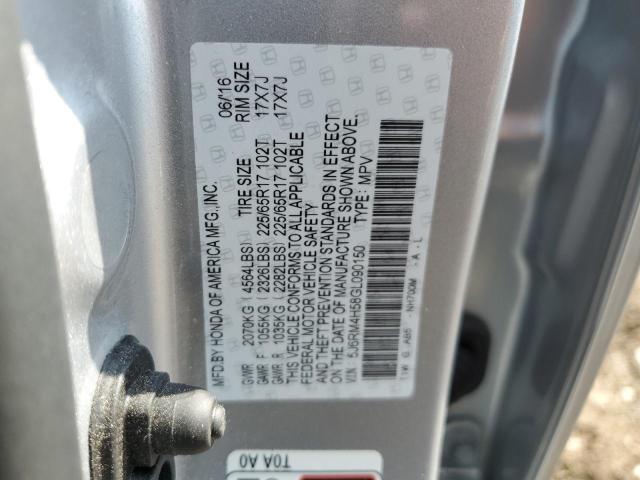 MFD.BY HONDA OF AMERICA MFG.,INC. 06/16
TIRE SIZE RIM SIZE
GVWR 2070KG ( 4564LBS)
GAWR F 1055KG ( 2326LBS) 225/65R17 102T 17X7J
GAWR R 1035KG ( 2282LBS) 225/65R17 102T 17X7J
THIS VEHICLE CONFORMS TO ALL APPLICABLE
FEDERAL MOTOR VEHICLE SAFETY
AND THEFT PREVENTION STANDARDS IN EFFECT
ON THE DATE OF MANUFACTURE SHOWN ABOVE.
V.I.N. 5J6RM4H58GL090150 TYPE: MPV
NH700M - A - L
T0A A0